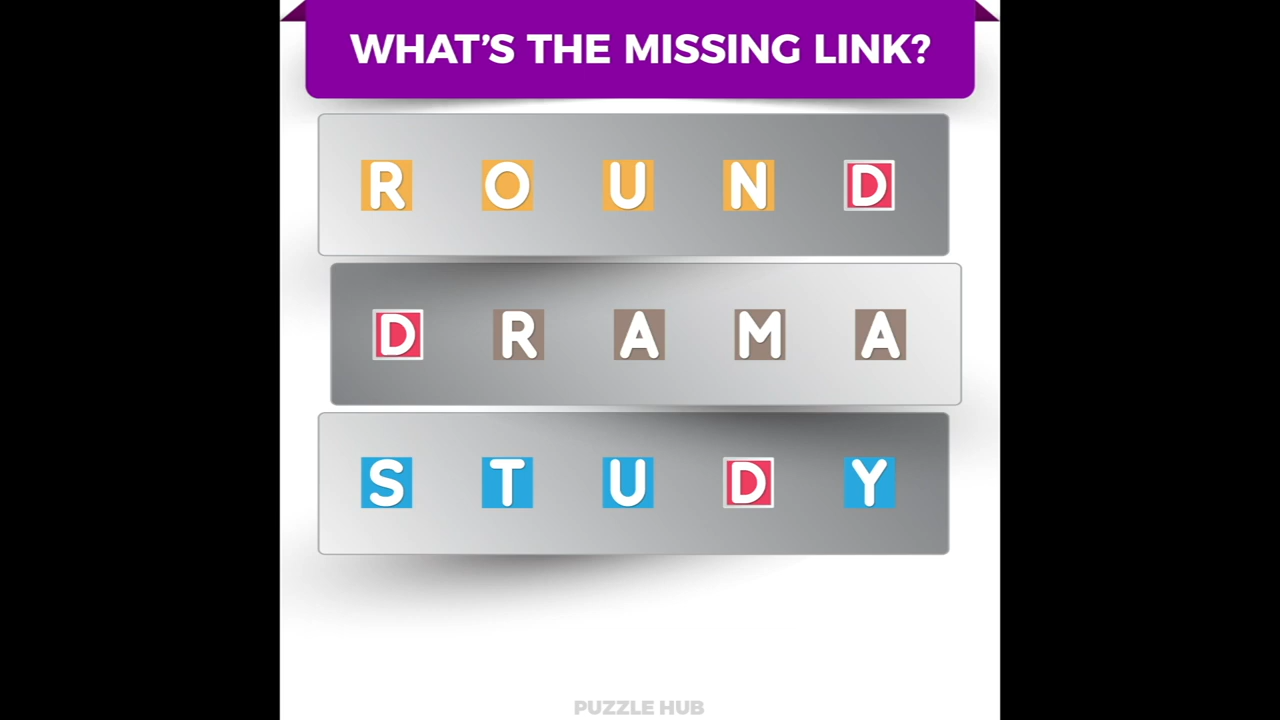 WHAT'S THE MISSING LINK?
R O U N D
D R A M A
S T U D Y
PUZZLE HUB